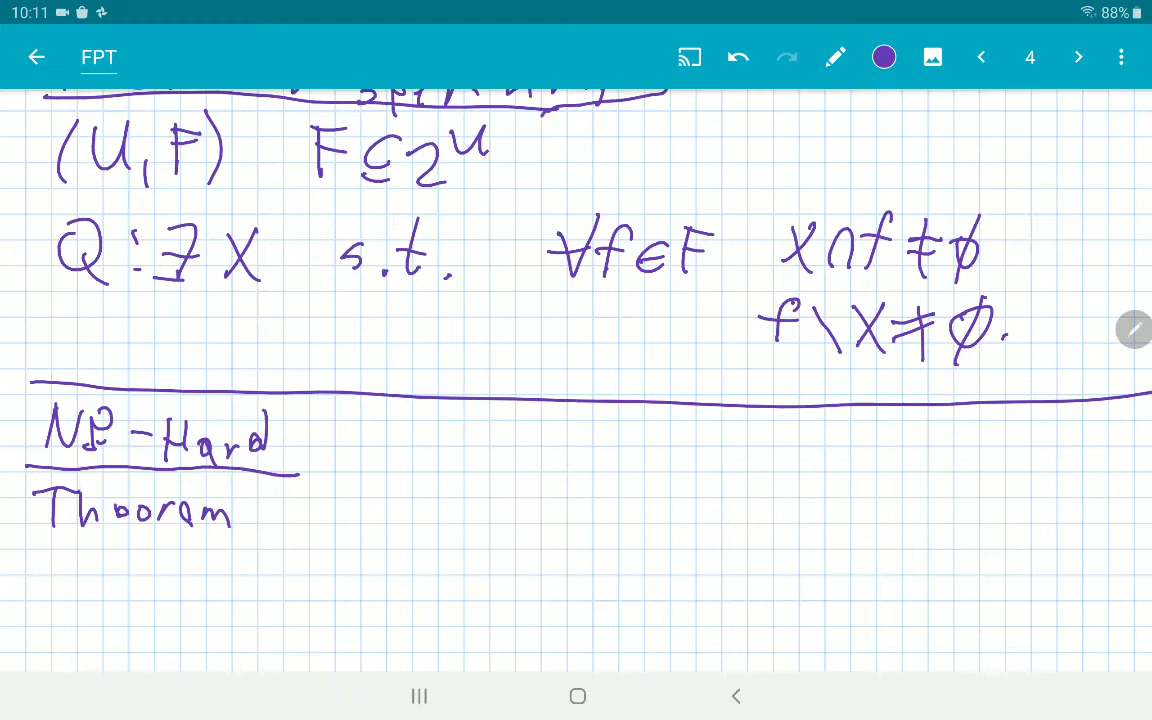 10:11 88%
FPT 4
(U, F) F ⊆ 2^U
Q: ∃ X s.t. ∀f ∈ F X ∩ f ≠ ∅
f \ X ≠ ∅.
NP-Hard
Theorem